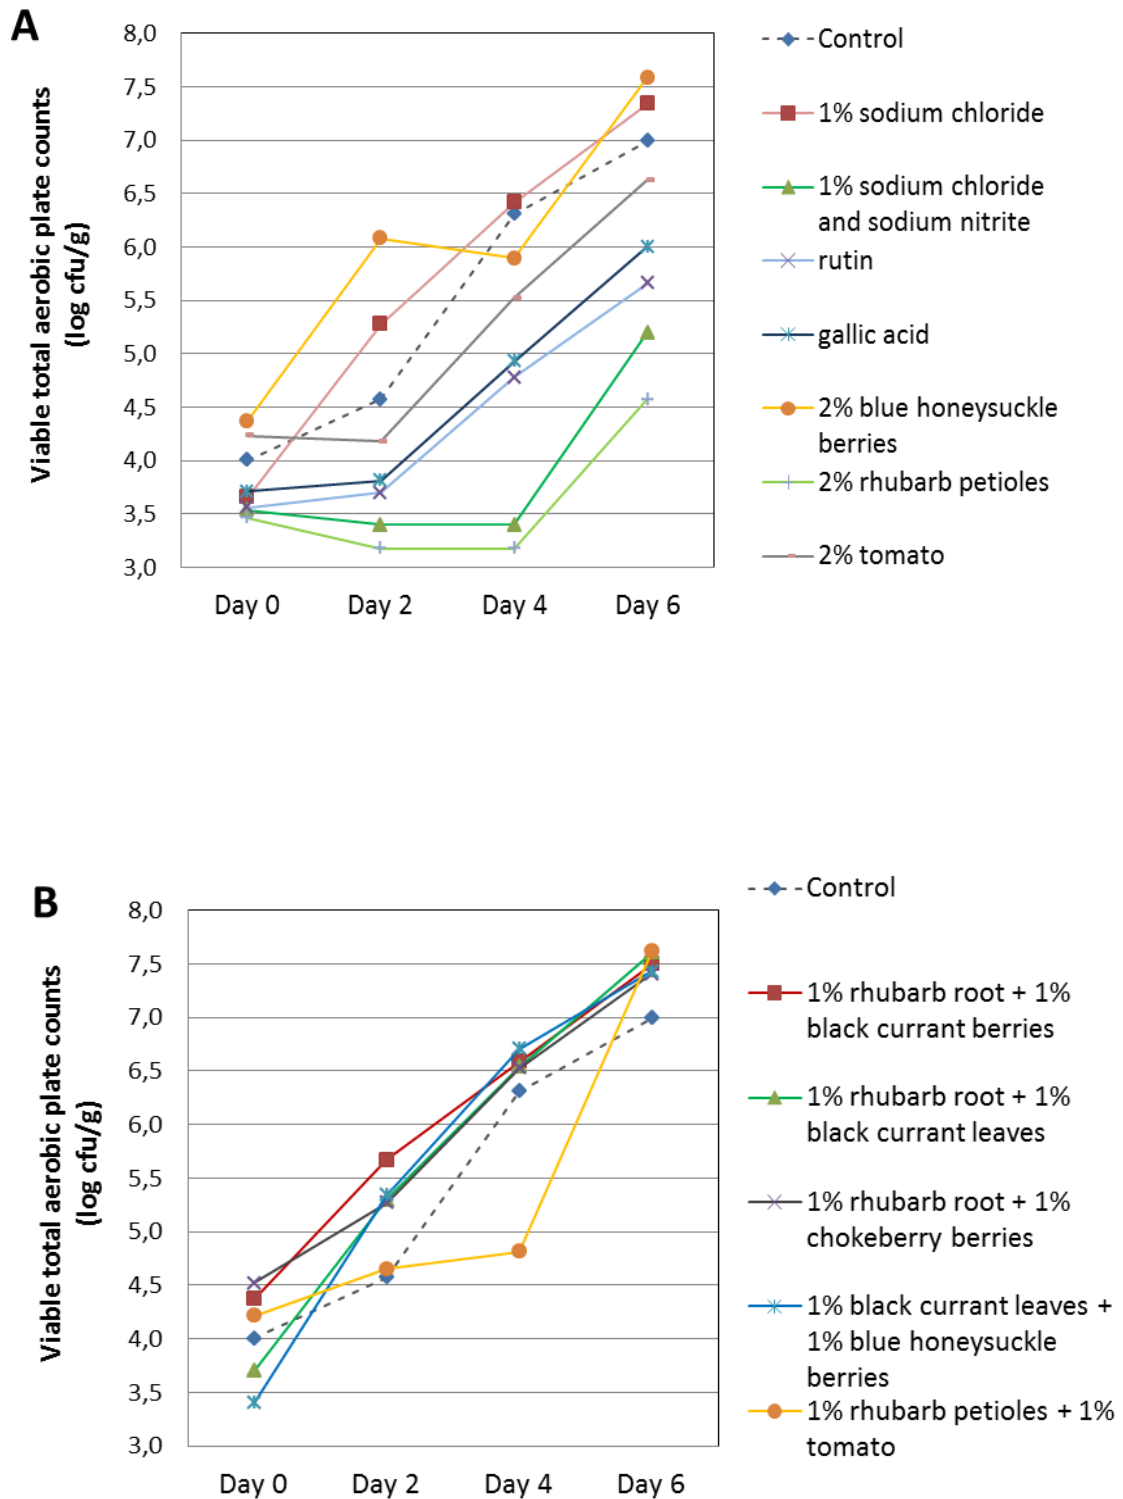 A
Viable total aerobic plate counts
(log cfu/g)
8,0
7,5
7,0
6,5
6,0
5,5
5,0
4,5
4,0
3,5
3,0
Day 0
Day 2
Day 4
Day 6
Control
1% sodium chloride
1% sodium chloride
and sodium nitrite
rutin
gallic acid
2% blue honeysuckle
berries
2% rhubarb petioles
2% tomato
B
Viable total aerobic plate counts
(log cfu/g)
8,0
7,5
7,0
6,5
6,0
5,5
5,0
4,5
4,0
3,5
3,0
Day 0
Day 2
Day 4
Day 6
Control
1% rhubarb root + 1%
black currant berries
1% rhubarb root + 1%
black currant leaves
1% rhubarb root + 1%
chokeberry berries
1% black currant leaves +
1% blue honeysuckle
berries
1% rhubarb petioles + 1%
tomato